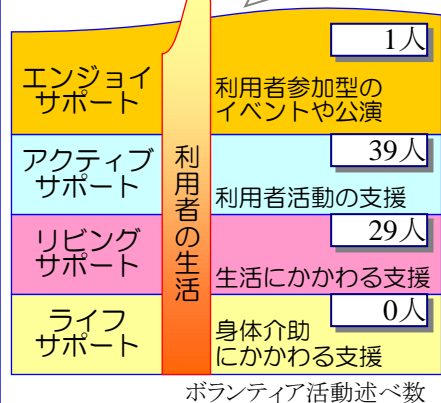 エンジョイ
サポート
1人
利用者参加型の
イベントや公演
アクティブ
サポート
39人
利用者活動の支援
リビング
サポート
29人
生活にかかわる支援
ライフ
サポート
0人
身体介助
にかかわる支援
利用者の生活
ボランティア活動述べ数